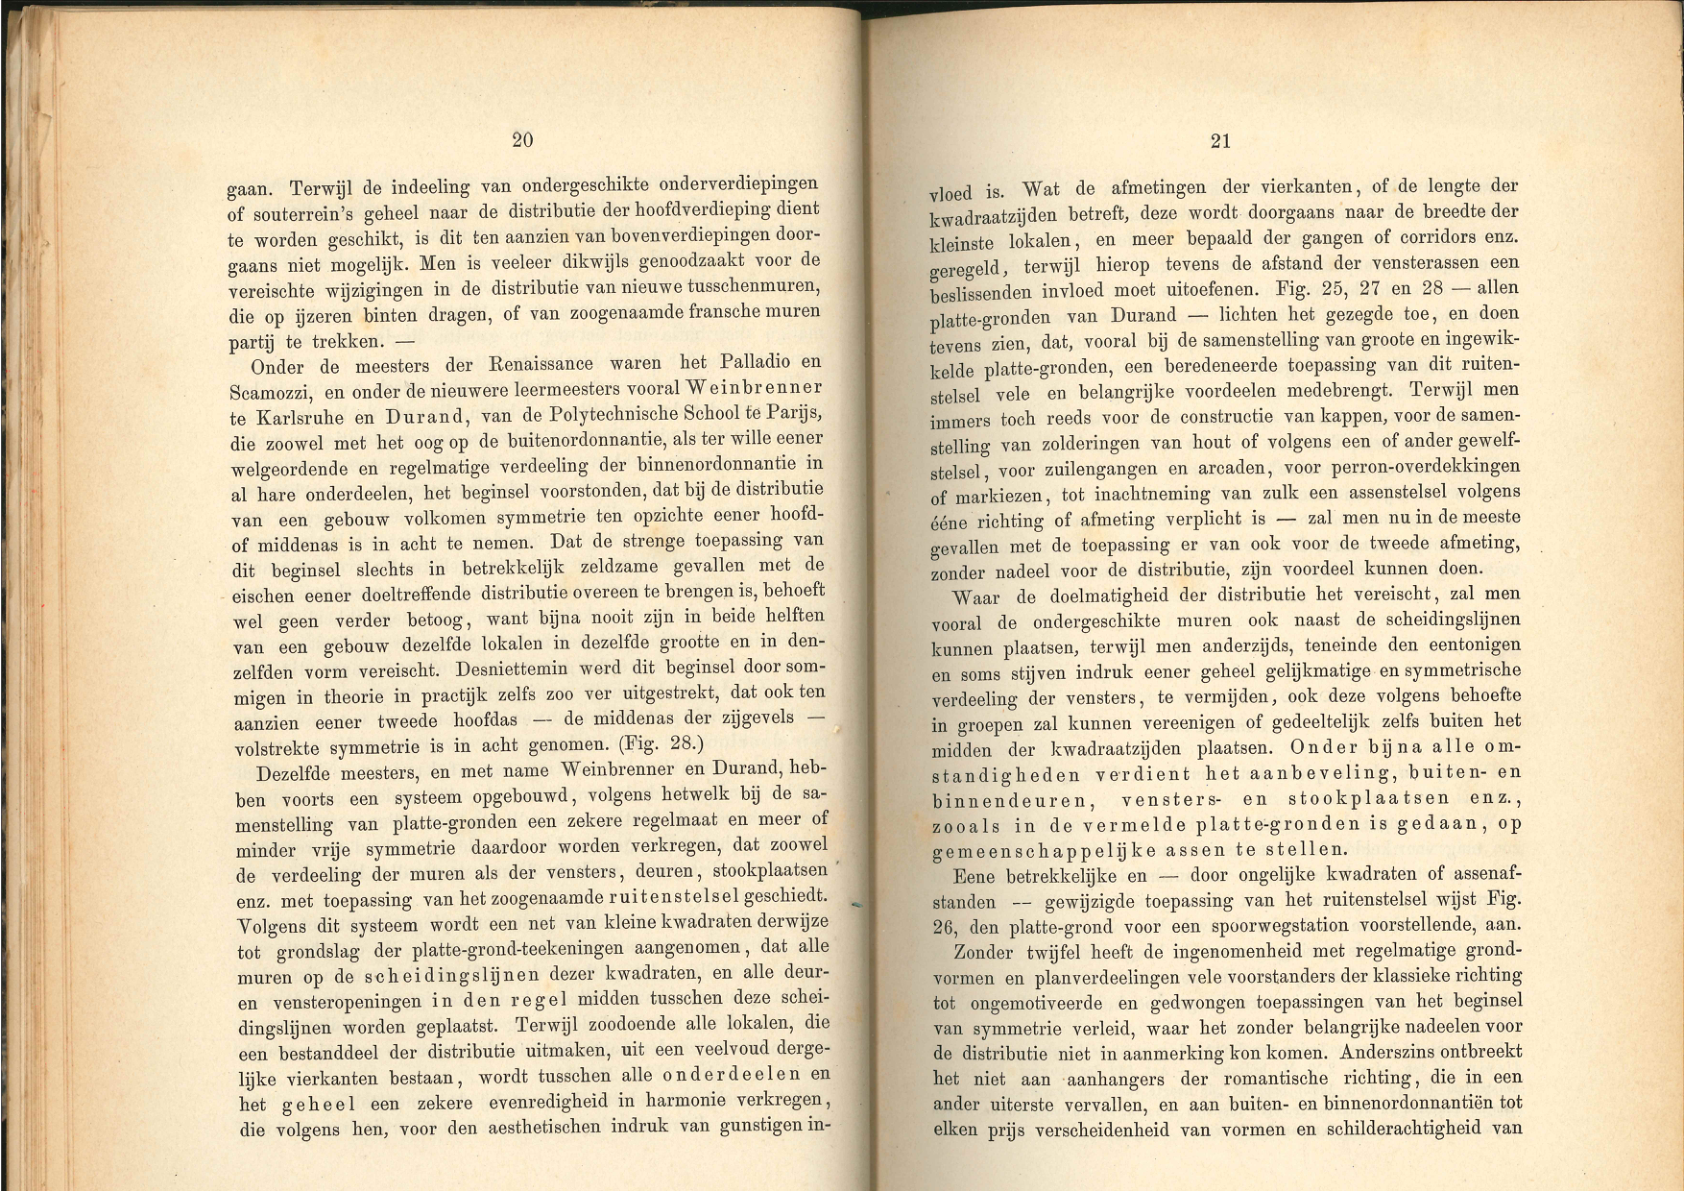 20
gaan. Terwijl de indeeling van ondergeschikte onderverdiepingen
of souterrein's geheel naar de distributie der hoofdverdieping dient
te worden geschikt, is dit ten aanzien van bovenverdiepingen door-
gaans niet mogelijk. Men is veeleer dikwijls genoodzaakt voor de
vereischte wijzigingen in de distributie van nieuwe tusschenmuren,
die op ijzeren binten dragen, of van zoogenaamde fransche muren
partij te trekken. —
Onder de meesters der Renaissance waren het Palladio en
Scamozzi, en onder de nieuwere leermeesters vooral Weinbrenner
te Karlsruhe en Durand, van de Polytechnische School te Parijs,
die zoowel met het oog op de buitenordonnantie, als ter wille eener
welgeordende en regelmatige verdeeling der binnenordonnantie in
al hare onderdeelen, het beginsel voorstonden, dat bij de distributie
van een gebouw volkomen symmetrie ten opzichte eener hoofd-
of middenas is in acht te nemen. Dat de strenge toepassing van
dit beginsel slechts in betrekkelijk zeldzame gevallen met de
eischen eener doeltreffende distributie overeen te brengen is, behoeft
wel geen verder betoog, want bijna nooit zijn in beide helften
van een gebouw dezelfde lokalen in dezelfde grootte en in den-
zelfden vorm vereischt. Desniettemin werd dit beginsel door som-
migen in theorie in practijk zelfs zoo ver uitgestrekt, dat ook ten
aanzien eener tweede hoofdas — de middenas der zijgevels —
volstrekte symmetrie is in acht genomen. (Fig. 28.)
Dezelfde meesters, en met name Weinbrenner en Durand, heb-
ben voorts een systeem opgebouwd, volgens hetwelk bij de sa-
menstelling van platte-gronden een zekere regelmaat en meer of
minder vrije symmetrie daardoor worden verkregen, dat zoowel
de verdeeling der muren als der vensters, deuren, stookplaatsen
enz. met toepassing van het zoogenaamde ruitenstelsel geschiedt.
Volgens dit systeem wordt een net van kleine kwadraten derwijze
tot grondslag der platte-grond-teekeningen aangenomen, dat alle
muren op de scheidingslijnen dezer kwadraten, en alle deur-
en vensteropeningen in den regel midden tusschen deze schei-
dingslijnen worden geplaatst. Terwijl zoodoende alle lokalen, die
een bestanddeel der distributie uitmaken, uit een veelvoud derge-
lijke vierkanten bestaan, wordt tusschen alle onderdeelen en
het geheel een zekere evenredigheid in harmonie verkregen,
die volgens hen, voor den aesthetischen indruk van gunstigen in-
21
vloed is. Wat de afmetingen der vierkanten, of de lengte der
kwadraatzijden betreft, deze wordt doorgaans naar de breedte der
kleinste lokalen, en meer bepaald der gangen of corridors enz.
geregeld, terwijl hierop tevens de afstand der vensterassen een
beslissenden invloed moet uitoefenen. Fig. 25, 27 en 28 — allen
platte-gronden van Durand — lichten het gezegde toe, en doen
tevens zien, dat, vooral bij de samenstelling van groote en ingewik-
kelde platte-gronden, een beredeneerde toepassing van dit ruiten-
stelsel vele en belangrijke voordeelen medebrengt. Terwijl men
immers toch reeds voor de constructie van kappen, voor de samen-
stelling van zolderingen van hout of volgens een of ander gewelf-
stelsel, voor zuilengangen en arcaden, voor perron-overdekkingen
of markiezen, tot inachtneming van zulk een assenstelsel volgens
ééne richting of afmeting verplicht is — zal men nu in de meeste
gevallen met de toepassing er van ook voor de tweede afmeting,
zonder nadeel voor de distributie, zijn voordeel kunnen doen.
Waar de doelmatigheid der distributie het vereischt, zal men
vooral de ondergeschikte muren ook naast de scheidingslijnen
kunnen plaatsen, terwijl men anderzijds, teneinde den eentonigen
en soms stijven indruk eener geheel gelijkmatige en symmetrische
verdeeling der vensters, te vermijden, ook deze volgens behoefte
in groepen zal kunnen vereenigen of gedeeltelijk zelfs buiten het
midden der kwadraatzijden plaatsen. Onder bijna alle om-
standigheden verdient het aanbeveling, buiten- en
binnendeuren, vensters- en stookplaatsen enz.,
zooals in de vermelde platte-gronden is gedaan, op
gemeenschappelijke assen te stellen.
Eene betrekkelijke en — door ongelijke kwadraten of assenaf-
standen — gewijzigde toepassing van het ruitenstelsel wijst Fig.
26, den platte-grond voor een spoorwegstation voorstellende, aan.
Zonder twijfel heeft de ingenomenheid met regelmatige grond-
vormen en planverdeelingen vele voorstanders der klassieke richting
tot ongemotiveerde en gedwongen toepassingen van het beginsel
van symmetrie verleid, waar het zonder belangrijke nadeelen voor
de distributie niet in aanmerking kon komen. Anderszins ontbreekt
het niet aan aanhangers der romantische richting, die in een
ander uiterste vervallen, en aan buiten- en binnenordonnantiën tot
elken prijs verscheidenheid van vormen en schilderachtigheid van